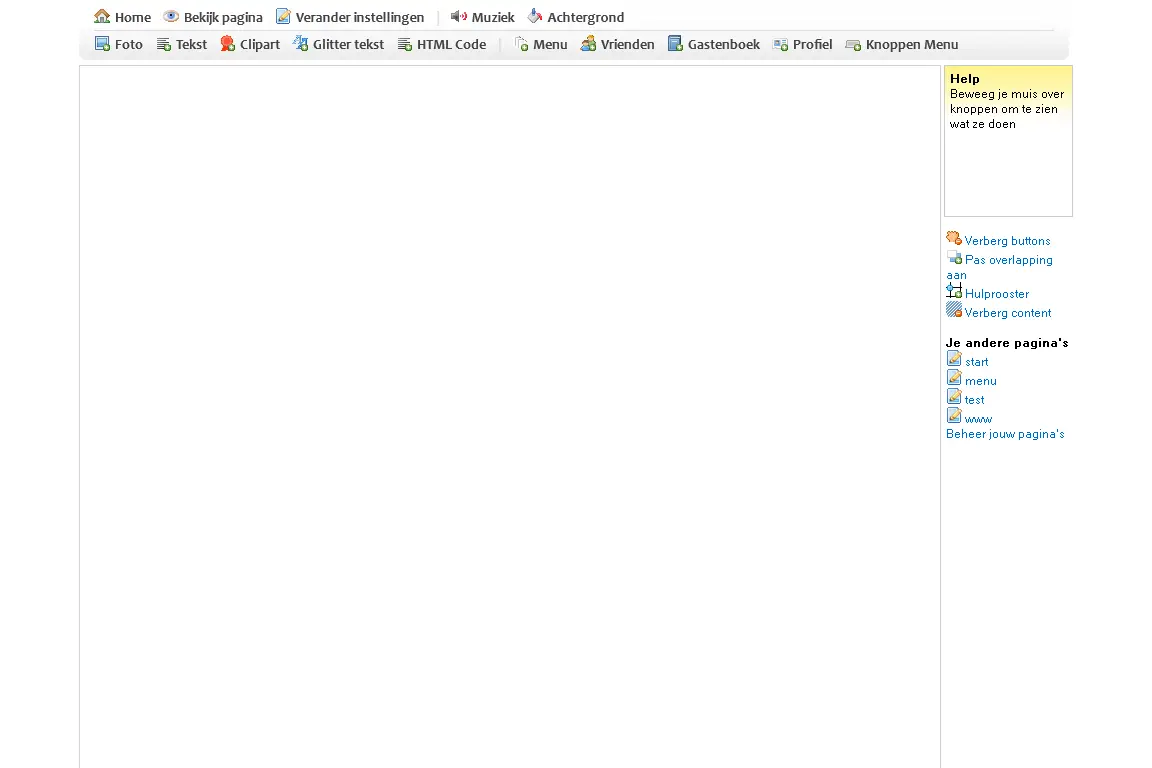 Home Bekijk pagina Verander instellingen Muziek Achtergrond
Foto Tekst Clipart Glitter tekst HTML Code Menu Vrienden Gastenboek Profiel Knoppen Menu
Help
Beweeg je muis over
knoppen om te zien
wat ze doen
Verberg buttons
Pas overlapping
aan
Hulprooster
Verberg content
Je andere pagina's
start
menu
test
www
Beheer jouw pagina's